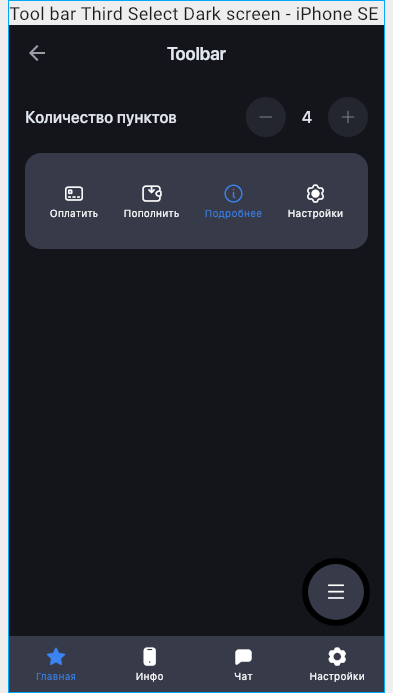 Tool bar Third Select Dark screen - iPhone SE
Toolbar
Количество пунктов 4
Оплатить Пополнить Подробнее Настройки
Главная Инфо Чат Настройки